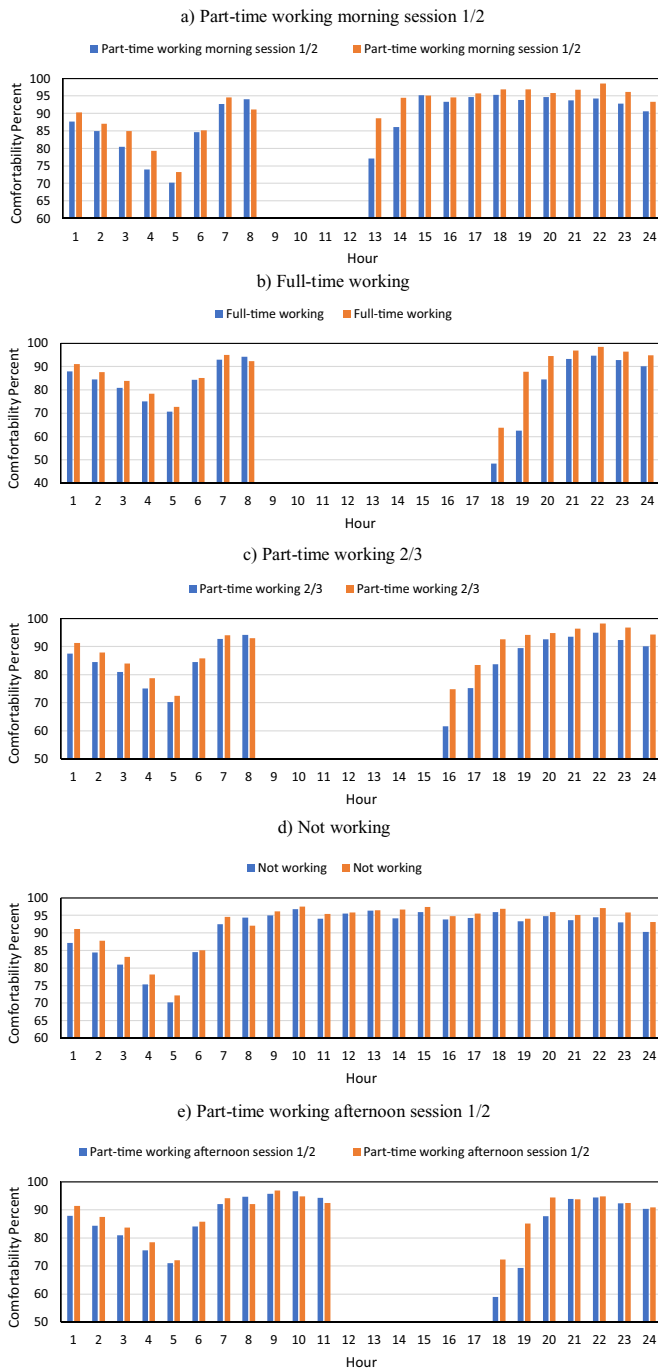 a) Part-time working morning session 1/2
Part-time working morning session 1/2 Part-time working morning session 1/2
Comfortability Percent
100
95
90
85
80
75
70
65
60
1 2 3 4 5 6 7 8 9 10 11 12 13 14 15 16 17 18 19 20 21 22 23 24
Hour
b) Full-time working
Full-time working Full-time working
Comfortability Percent
100
90
80
70
60
50
40
1 2 3 4 5 6 7 8 9 10 11 12 13 14 15 16 17 18 19 20 21 22 23 24
Hour
c) Part-time working 2/3
Part-time working 2/3 Part-time working 2/3
Comfortability Percent
100
90
80
70
60
50
1 2 3 4 5 6 7 8 9 10 11 12 13 14 15 16 17 18 19 20 21 22 23 24
Hour
d) Not working
Not working Not working
Comfortability Percent
100
95
90
85
80
75
70
65
60
1 2 3 4 5 6 7 8 9 10 11 12 13 14 15 16 17 18 19 20 21 22 23 24
Hour
e) Part-time working afternoon session 1/2
Part-time working afternoon session 1/2 Part-time working afternoon session 1/2
Comfortability Percent
100
90
80
70
60
50
1 2 3 4 5 6 7 8 9 10 11 12 13 14 15 16 17 18 19 20 21 22 23 24
Hour